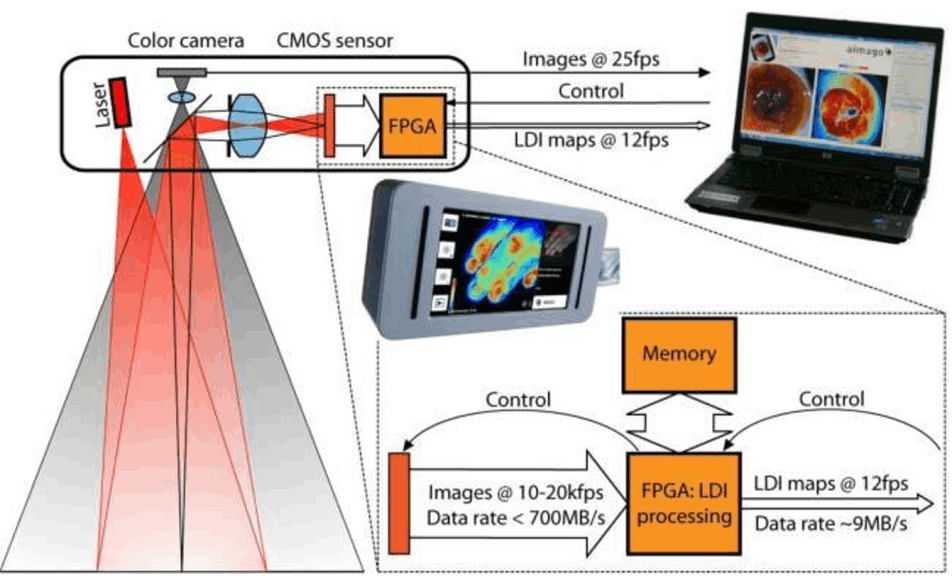 Color camera
CMOS sensor
Laser
FPGA
Images @ 25fps
Control
LDI maps @ 12fps
aimago
Memory
Control
Control
Images @ 10-20kfps
Data rate < 700MB/s
FPGA: LDI
processing
LDI maps @ 12fps
Data rate ~9MB/s